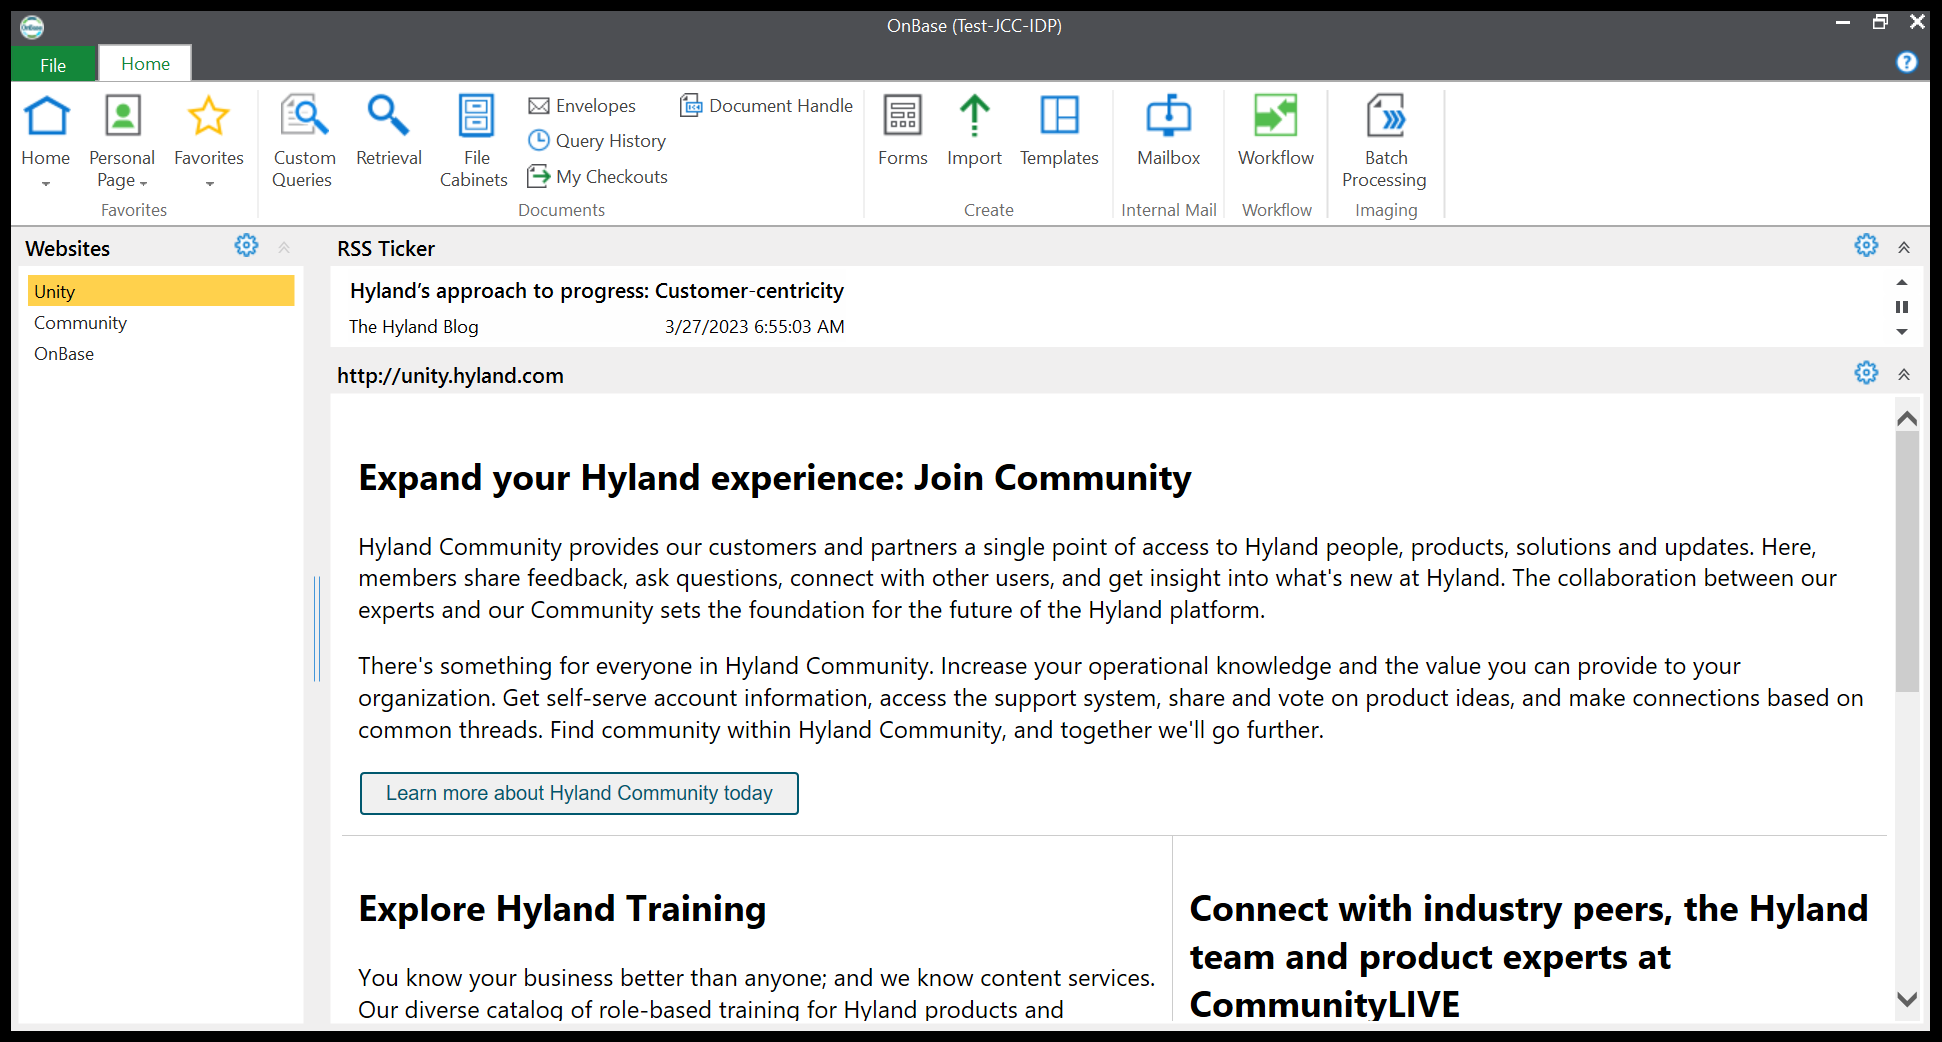 OnBase (Test-JCC-IDP)
File
Home
Home
Personal
Page
Favorites
Favorites
Custom
Queries
Retrieval
File
Cabinets
Envelopes
Query History
My Checkouts
Document Handle
Documents
Forms
Import
Templates
Create
Mailbox
Internal Mail
Workflow
Workflow
Batch
Processing
Imaging
Websites
Unity
Community
OnBase
RSS Ticker
Hyland’s approach to progress: Customer-centricity
The Hyland Blog 3/27/2023 6:55:03 AM
http://unity.hyland.com
Expand your Hyland experience: Join Community
Hyland Community provides our customers and partners a single point of access to Hyland people, products, solutions and updates. Here,
members share feedback, ask questions, connect with other users, and get insight into what's new at Hyland. The collaboration between our
experts and our Community sets the foundation for the future of the Hyland platform.
There's something for everyone in Hyland Community. Increase your operational knowledge and the value you can provide to your
organization. Get self-serve account information, access the support system, share and vote on product ideas, and make connections based on
common threads. Find community within Hyland Community, and together we'll go further.
Learn more about Hyland Community today
Explore Hyland Training
You know your business better than anyone; and we know content services.
Our diverse catalog of role-based training for Hyland products and
Connect with industry peers, the Hyland
team and product experts at
CommunityLIVE